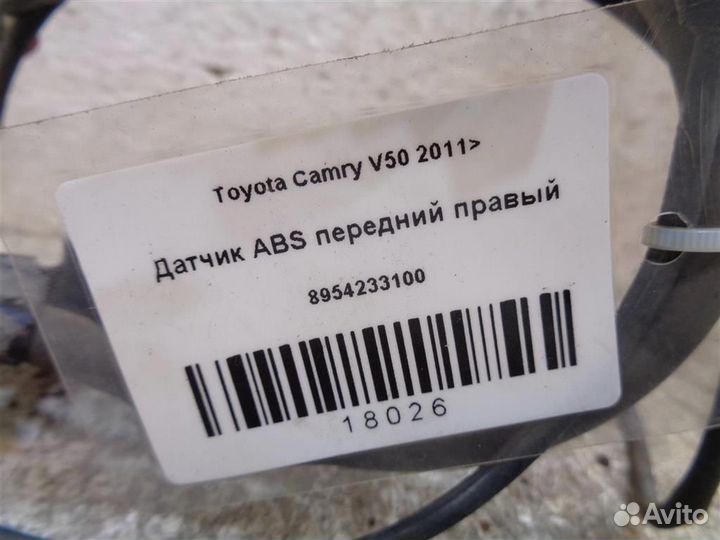 Toyota Camry V50 2011>
Датчик ABS передний правый
8954233100
18026
Avito